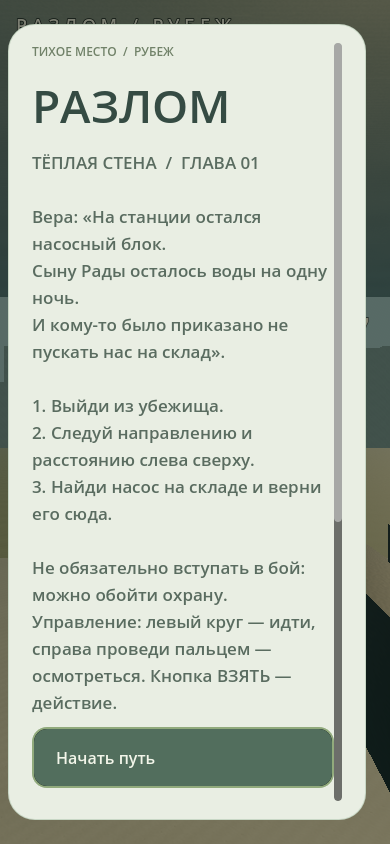 РАЗЛОМ / РУБЕЖ
ТИХОЕ МЕСТО / РУБЕЖ
РАЗЛОМ
ТЁПЛАЯ СТЕНА / ГЛАВА 01
Вера: «На станции остался
насосный блок.
Сыну Рады осталось воды на одну
ночь.
И кому-то было приказано не
пускать нас на склад».
1. Выйди из убежища.
2. Следуй направлению и
расстоянию слева сверху.
3. Найди насос на складе и верни
его сюда.
Не обязательно вступать в бой:
можно обойти охрану.
Управление: левый круг — идти,
справа проведи пальцем —
осмотреться. Кнопка ВЗЯТЬ —
действие.
Начать путь